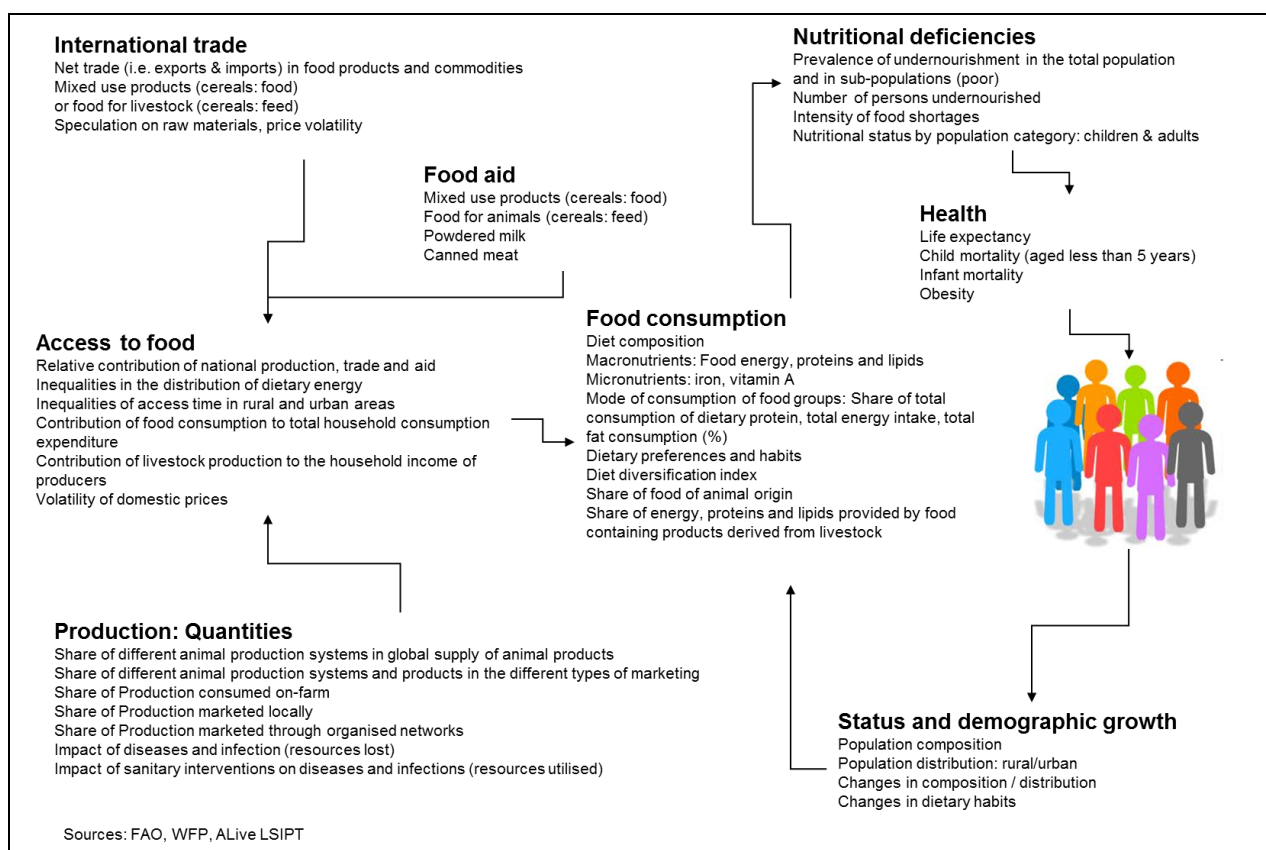 International trade
Net trade (i.e. exports & imports) in food products and commodities
Mixed use products (cereals: food)
or food for livestock (cereals: feed)
Speculation on raw materials, price volatility
Nutritional deficiencies
Prevalence of undernourishment in the total population
and in sub-populations (poor)
Number of persons undernourished
Intensity of food shortages
Nutritional status by population category: children & adults
Food aid
Mixed use products (cereals: food)
Food for animals (cereals: feed)
Powdered milk
Canned meat
Health
Life expectancy
Child mortality (aged less than 5 years)
Infant mortality
Obesity
Access to food
Relative contribution of national production, trade and aid
Inequalities in the distribution of dietary energy
Inequalities of access time in rural and urban areas
Contribution of food consumption to total household consumption
expenditure
Contribution of livestock production to the household income of
producers
Volatility of domestic prices
Food consumption
Diet composition
Macronutrients: Food energy, proteins and lipids
Micronutrients: iron, vitamin A
Mode of consumption of food groups: Share of total
consumption of dietary protein, total energy intake, total
fat consumption (%)
Dietary preferences and habits
Diet diversification index
Share of food of animal origin
Share of energy, proteins and lipids provided by food
containing products derived from livestock
Production: Quantities
Share of different animal production systems in global supply of animal products
Share of different animal production systems and products in the different types of marketing
Share of Production consumed on-farm
Share of Production marketed locally
Share of Production marketed through organised networks
Impact of diseases and infection (resources lost)
Impact of sanitary interventions on diseases and infections (resources utilised)
Status and demographic growth
Population composition
Population distribution: rural/urban
Changes in composition / distribution
Changes in dietary habits
Sources: FAO, WFP, ALive LSIPT